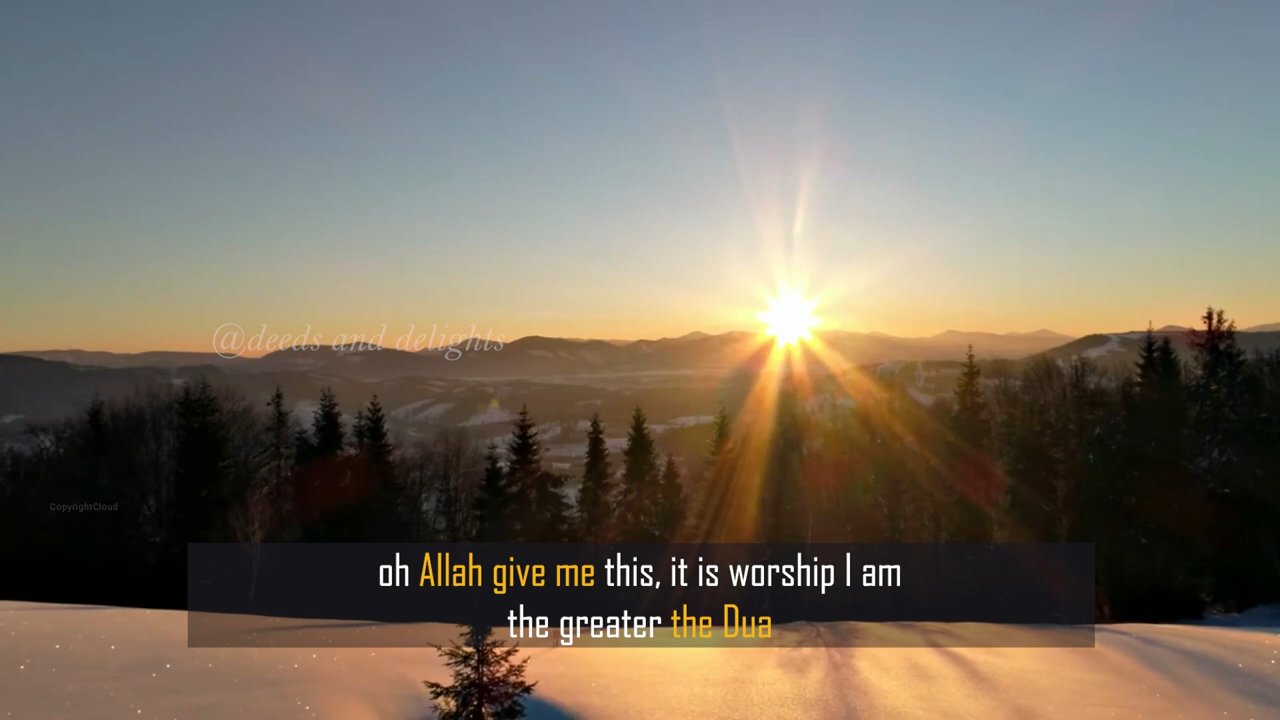 @deeds and delights
CopyrightCloud
oh Allah give me this, it is worship I am
the greater the Dua